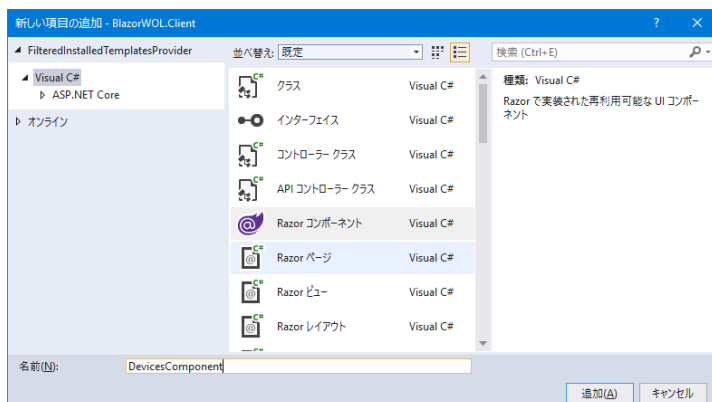 新しい項目の追加 - BlazorWOL.Client
FilteredInstalledTemplatesProvider
Visual C#
ASP.NET Core
オンライン
並べ替え: 既定
検索 (Ctrl+E)
クラス Visual C#
インターフェイス Visual C#
コントローラー クラス Visual C#
API コントローラー クラス Visual C#
Razor コンポーネント Visual C#
Razor ページ Visual C#
Razor ビュー Visual C#
Razor レイアウト Visual C#
種類: Visual C#
Razor で実装された再利用可能な UI コンポー
ネント
名前(N): DevicesComponent
追加(A) キャンセル